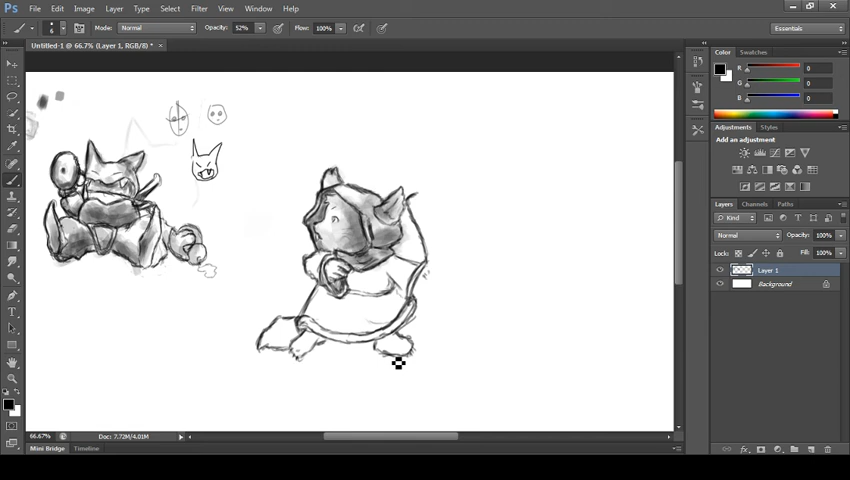 Ps File Edit Image Layer Type Select Filter View Window Help
6 Mode: Normal Opacity: 52% Flow: 100% Essentials
Untitled-1 @ 66.7% (Layer 1, RGB/8) * ×
Color Swatches
R 0
G 0
B 0
Adjustments Styles
Add an adjustment
Layers Channels Paths
Kind
Normal Opacity: 100%
Lock: Fill: 100%
Layer 1
Background
66.67% Doc: 7.72M/4.01M
Mini Bridge Timeline
fx